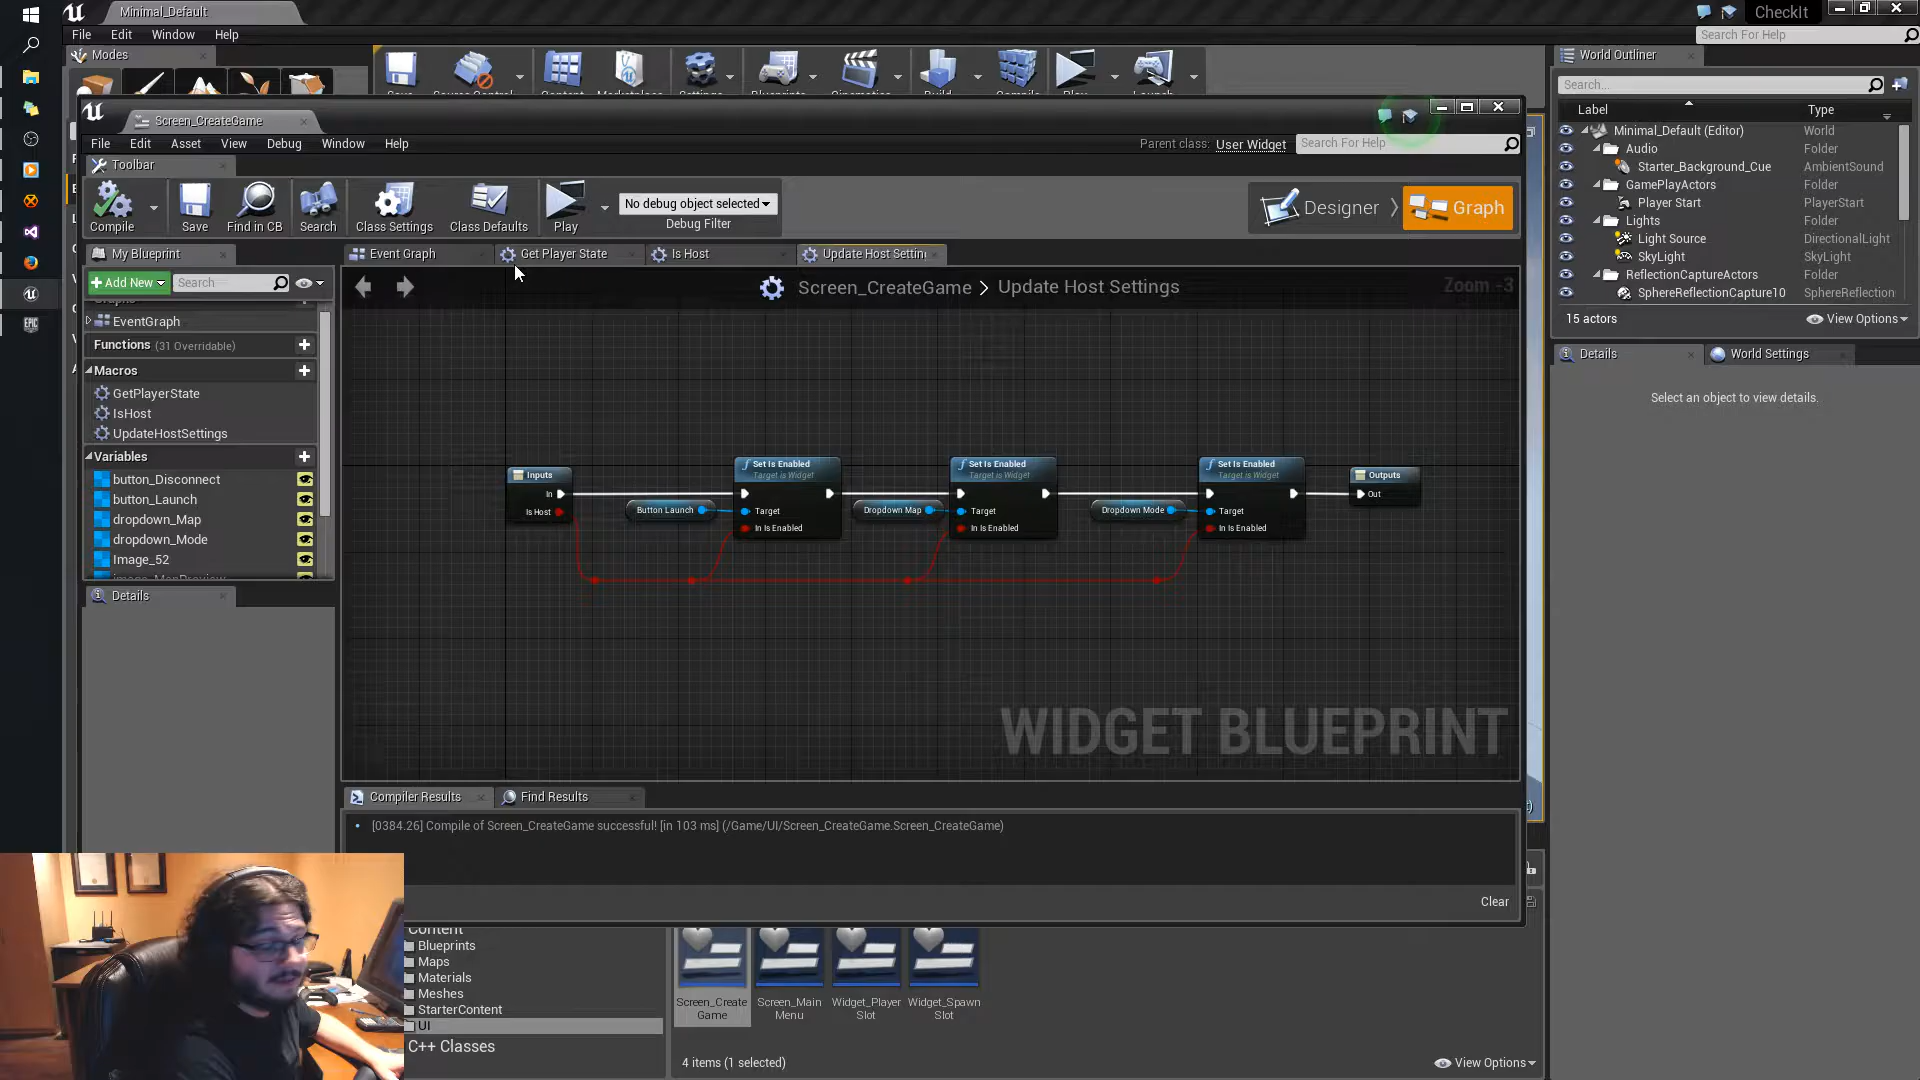 Minimal_Default
CheckIt
File Edit Window Help
Search For Help
Modes
World Outliner
Search...
Label Type
Minimal_Default (Editor) World
Audio Folder
Starter_Background_Cue AmbientSound
GamePlayActors Folder
Player Start PlayerStart
Lights Folder
Light Source DirectionalLight
SkyLight SkyLight
ReflectionCaptureActors Folder
SphereReflectionCapture10 SphereReflection
15 actors View Options
Details World Settings
Select an object to view details.
Screen_CreateGame
File Edit Asset View Debug Window Help
Parent class: User Widget
Search For Help
Toolbar
Compile Save Find in CB Search Class Settings Class Defaults Play
No debug object selected
Debug Filter
Designer Graph
My Blueprint
Event Graph Get Player State Is Host Update Host Settin
Add New Search
Screen_CreateGame > Update Host Settings
Zoom -3
EventGraph
Functions (31 Overridable)
Macros
GetPlayerState
IsHost
UpdateHostSettings
Variables
button_Disconnect
button_Launch
dropdown_Map
dropdown_Mode
Image_52
Details
Inputs
In
Is Host
Button Launch
Set Is Enabled
Target is Widget
Target
In Is Enabled
Dropdown Map
Set Is Enabled
Target is Widget
Target
In Is Enabled
Dropdown Mode
Set Is Enabled
Target is Widget
Target
In Is Enabled
Outputs
Out
WIDGET BLUEPRINT
Compiler Results Find Results
[0384.26] Compile of Screen_CreateGame successful! [in 103 ms] (/Game/UI/Screen_CreateGame.Screen_CreateGame)
Clear
Content
Blueprints
Maps
Materials
Meshes
StarterContent
UI
C++ Classes
Screen_Create
Game
Screen_Main
Menu
Widget_Player
Slot
Widget_Spawn
Slot
4 items (1 selected)
View Options
EPIC